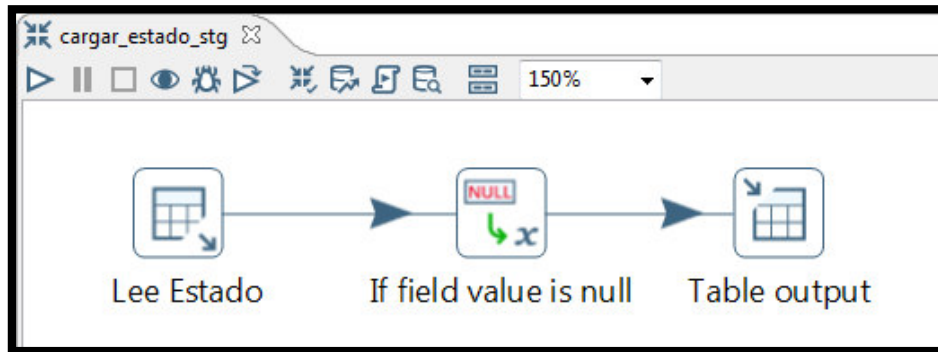 cargar_estado_stg
150%
NULL
x
Lee Estado
If field value is null
Table output